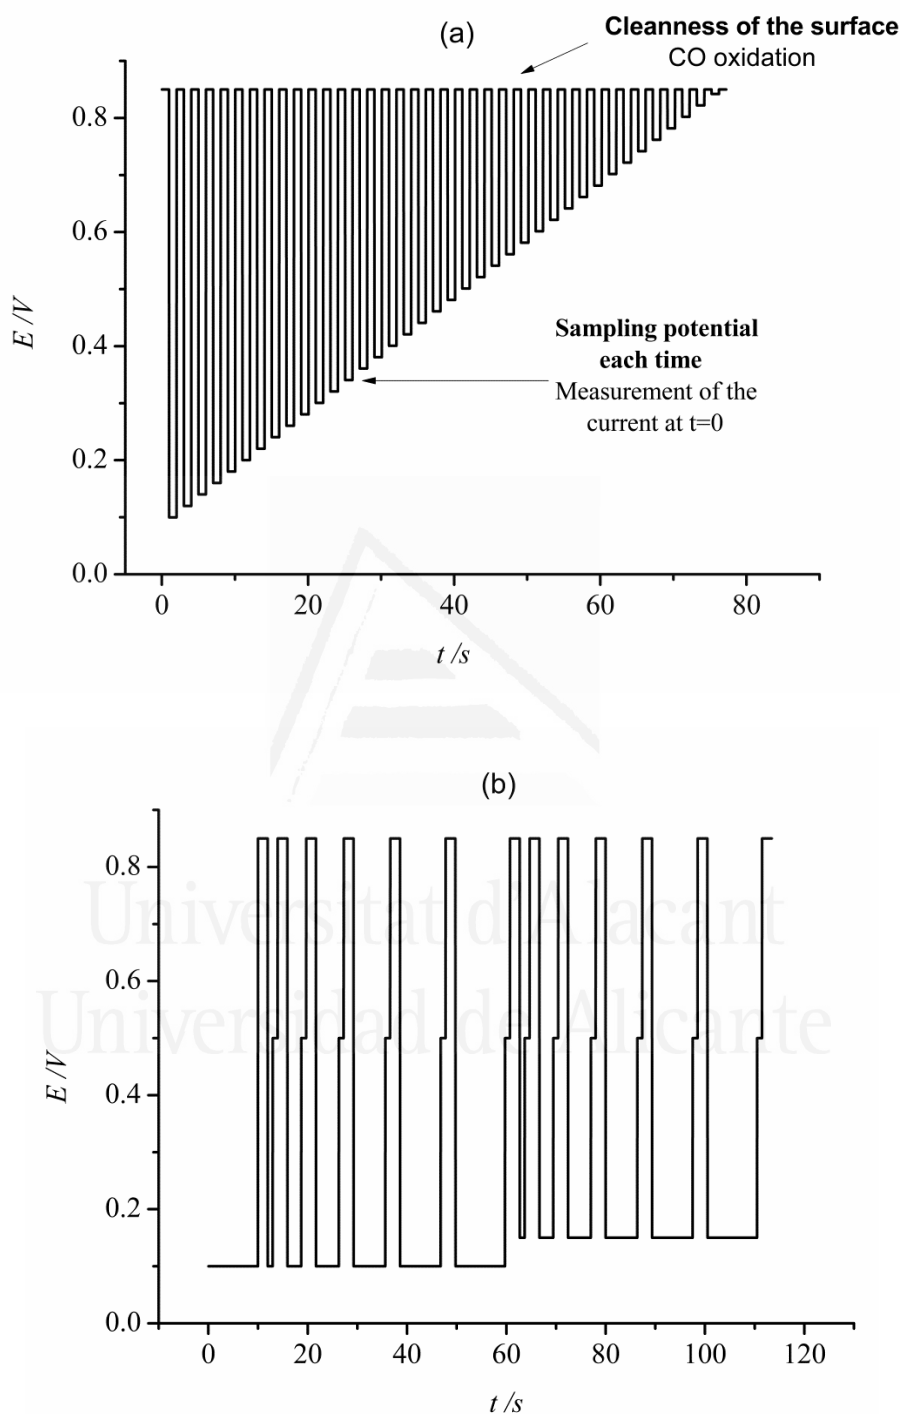 (a)
Cleanness of the surface
CO oxidation
0.8
0.6
0.4
0.2
0.0
E /V
Sampling potential
each time
Measurement of the
current at t=0
0
20
40
60
80
t /s
(b)
0.8
0.6
0.4
0.2
0.0
E /V
Universitat d'Alacant
Universidad de Alicante
0
20
40
60
80
100
120
t /s